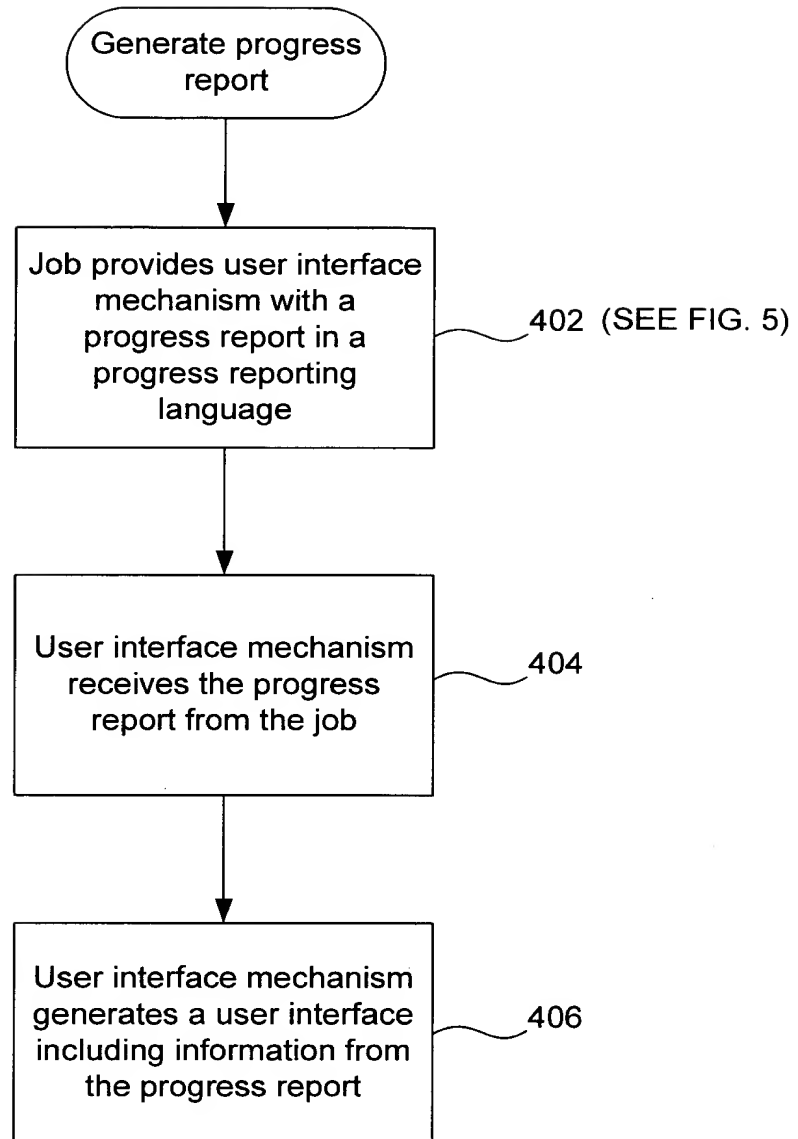 Generate progress
report
Job provides user interface
mechanism with a
progress report in a
progress reporting
language
402 (SEE FIG. 5)
User interface mechanism
receives the progress
report from the job
404
User interface mechanism
generates a user interface
including information from
the progress report
406